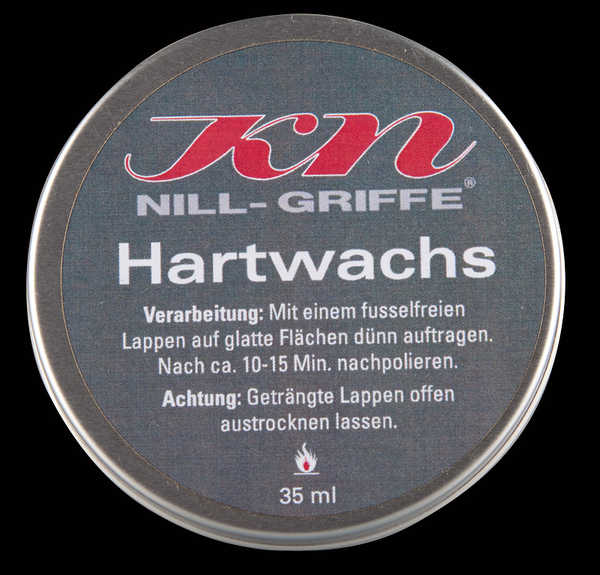 KN
NILL-GRIFFE®
Hartwachs
Verarbeitung: Mit einem fusselfreien
Lappen auf glatte Flächen dünn auftragen.
Nach ca. 10-15 Min. nachpolieren.
Achtung: Geträngte Lappen offen
austrocknen lassen.
35 ml